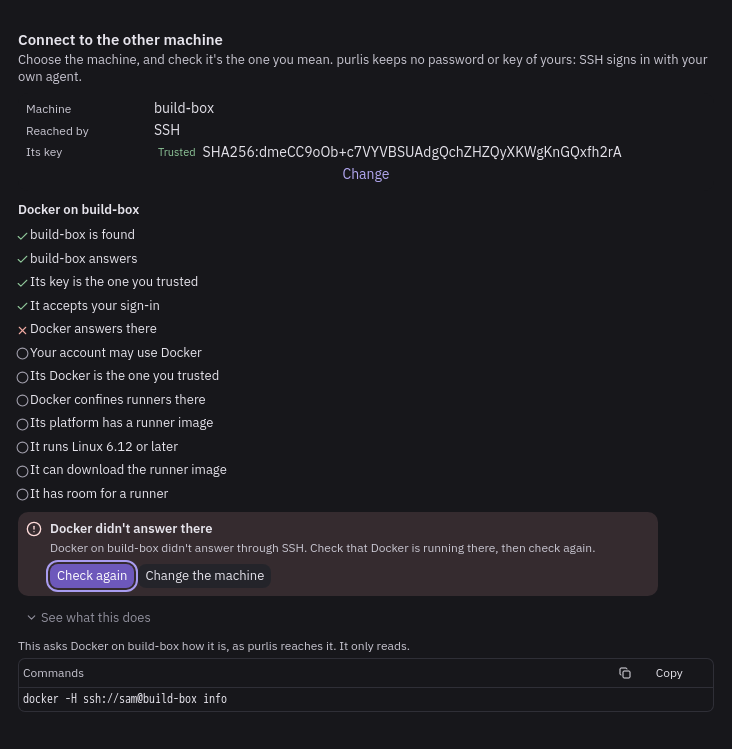 Connect to the other machine
Choose the machine, and check it's the one you mean. purlis keeps no password or key of yours: SSH signs in with your
own agent.
Machine build-box
Reached by SSH
Its key Trusted SHA256:dmeCC9oOb+c7VYVBSUAdgQchZHZQyXKWgKnGQxfh2rA
Change
Docker on build-box
build-box is found
build-box answers
Its key is the one you trusted
It accepts your sign-in
Docker answers there
Your account may use Docker
Its Docker is the one you trusted
Docker confines runners there
Its platform has a runner image
It runs Linux 6.12 or later
It can download the runner image
It has room for a runner
Docker didn't answer there
Docker on build-box didn't answer through SSH. Check that Docker is running there, then check again.
Check again Change the machine
See what this does
This asks Docker on build-box how it is, as purlis reaches it. It only reads.
Commands Copy
docker -H ssh://sam@build-box info